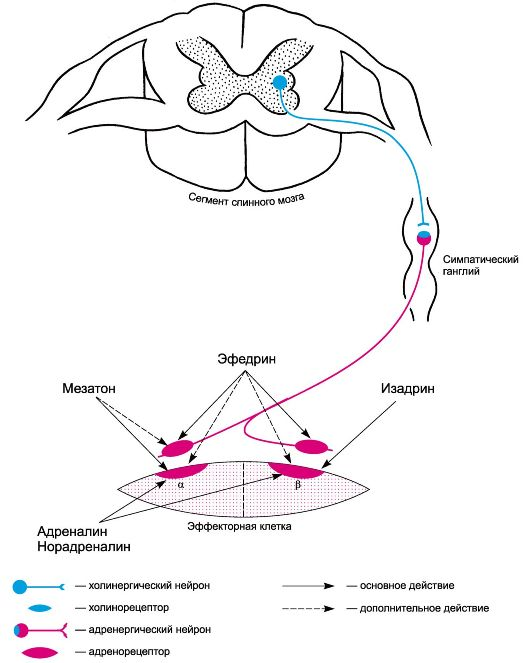 Сегмент спинного мозга
Симпатический
ганглий
Эфедрин
Мезатон
Изадрин
α
β
Адреналин
Норадреналин
Эффекторная клетка
— холинергический нейрон
— основное действие
— холинорецептор
— дополнительное действие
— адренергический нейрон
— адренорецептор